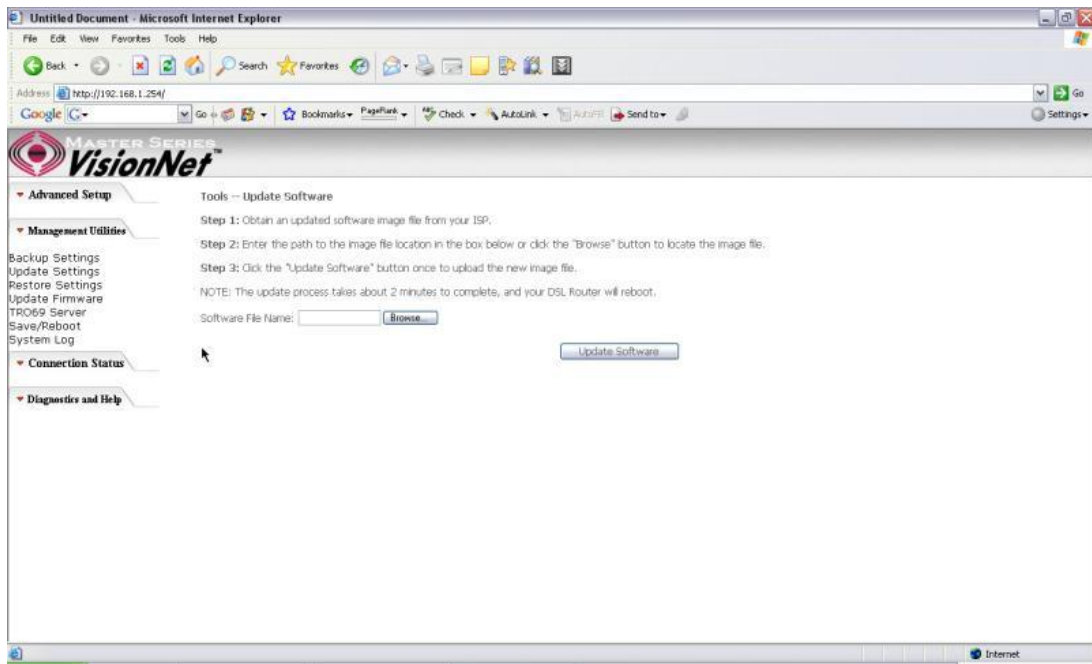 Untitled Document - Microsoft Internet Explorer
File Edit View Favorites Tools Help
Back Search Favorites
Address http://192.168.1.254/ Go
Google G Go Bookmarks PageRank Check AutoLink AutoFill Send to Settings
MASTER SERIES
VisionNet™
Advanced Setup
Management Utilities
Backup Settings
Update Settings
Restore Settings
Update Firmware
TRO69 Server
Save/Reboot
System Log
Connection Status
Diagnostics and Help
Tools -- Update Software
Step 1: Obtain an updated software image file from your ISP.
Step 2: Enter the path to the image file location in the box below or click the "Browse" button to locate the image file.
Step 3: Click the "Update Software" button once to upload the new image file.
NOTE: The update process takes about 2 minutes to complete, and your DSL Router will reboot.
Software File Name: Browse...
Update Software
Internet